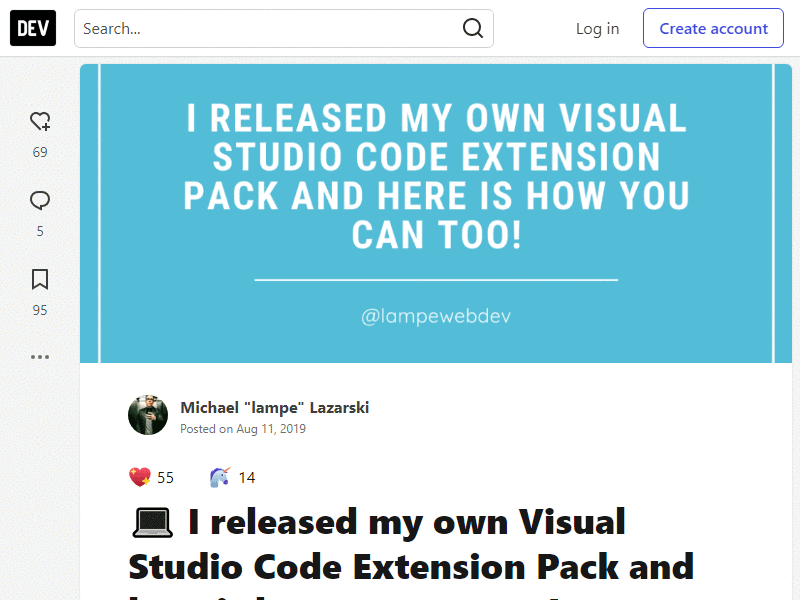 DEV
Search...
Log in
Create account
69
5
95
I RELEASED MY OWN VISUAL
STUDIO CODE EXTENSION
PACK AND HERE IS HOW YOU
CAN TOO!
@lampewebdev
Michael "lampe" Lazarski
Posted on Aug 11, 2019
55
14
I released my own Visual
Studio Code Extension Pack and